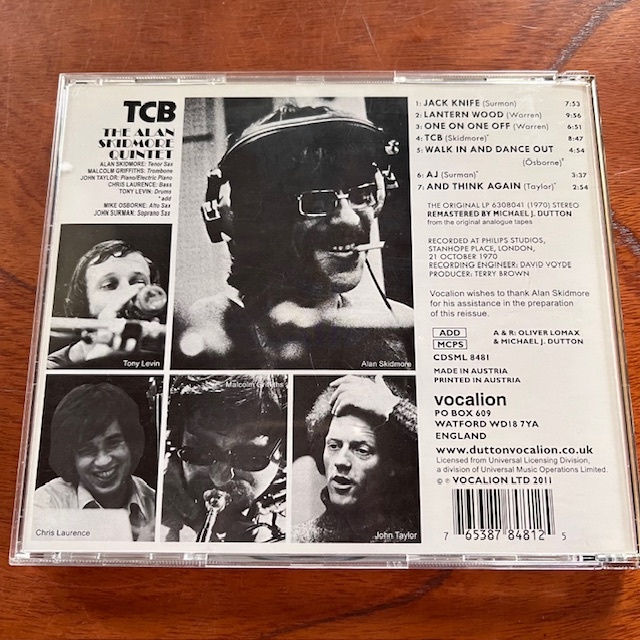 TCB
THE ALAN
SKIDMORE
QUINTET
ALAN SKIDMORE: Tenor Sax
MALCOLM GRIFFITHS: Trombone
JOHN TAYLOR: Piano/Electric Piano
CHRIS LAURENCE: Bass
TONY LEVIN: Drums
*add
MIKE OSBORNE: Alto Sax
JOHN SURMAN: Soprano Sax
Tony Levin
Alan Skidmore
Chris Laurence
Malcolm Griffiths
John Taylor
1: JACK KNIFE (Surman) 7:53
2: LANTERN WOOD (Warren) 9:56
3: ONE ON ONE OFF (Warren) 6:51
4: TCB (Skidmore)* 8:47
5: WALK IN AND DANCE OUT 4:54
(Osborne)*
6: AJ (Surman)* 3:37
7: AND THINK AGAIN (Taylor)* 2:54
THE ORIGINAL LP 6308041 (1970) STEREO
REMASTERED BY MICHAEL J. DUTTON
from the original analogue tapes
RECORDED AT PHILIPS STUDIOS,
STANHOPE PLACE, LONDON,
21 OCTOBER 1970
RECORDING ENGINEER: DAVID VOYDE
PRODUCER: TERRY BROWN
Vocalion wishes to thank Alan Skidmore
for his assistance in the preparation
of this reissue.
ADD
MCPS
A & R: OLIVER LOMAX
& MICHAEL J. DUTTON
CDSML 8481
MADE IN AUSTRIA
PRINTED IN AUSTRIA
vocalion
PO BOX 609
WATFORD WD18 7YA
ENGLAND
www.duttonvocalion.co.uk
Licensed from Universal Licensing Division,
a division of Universal Music Operations Limited.
© ℗ VOCALION LTD 2011
7 65387 84812 5